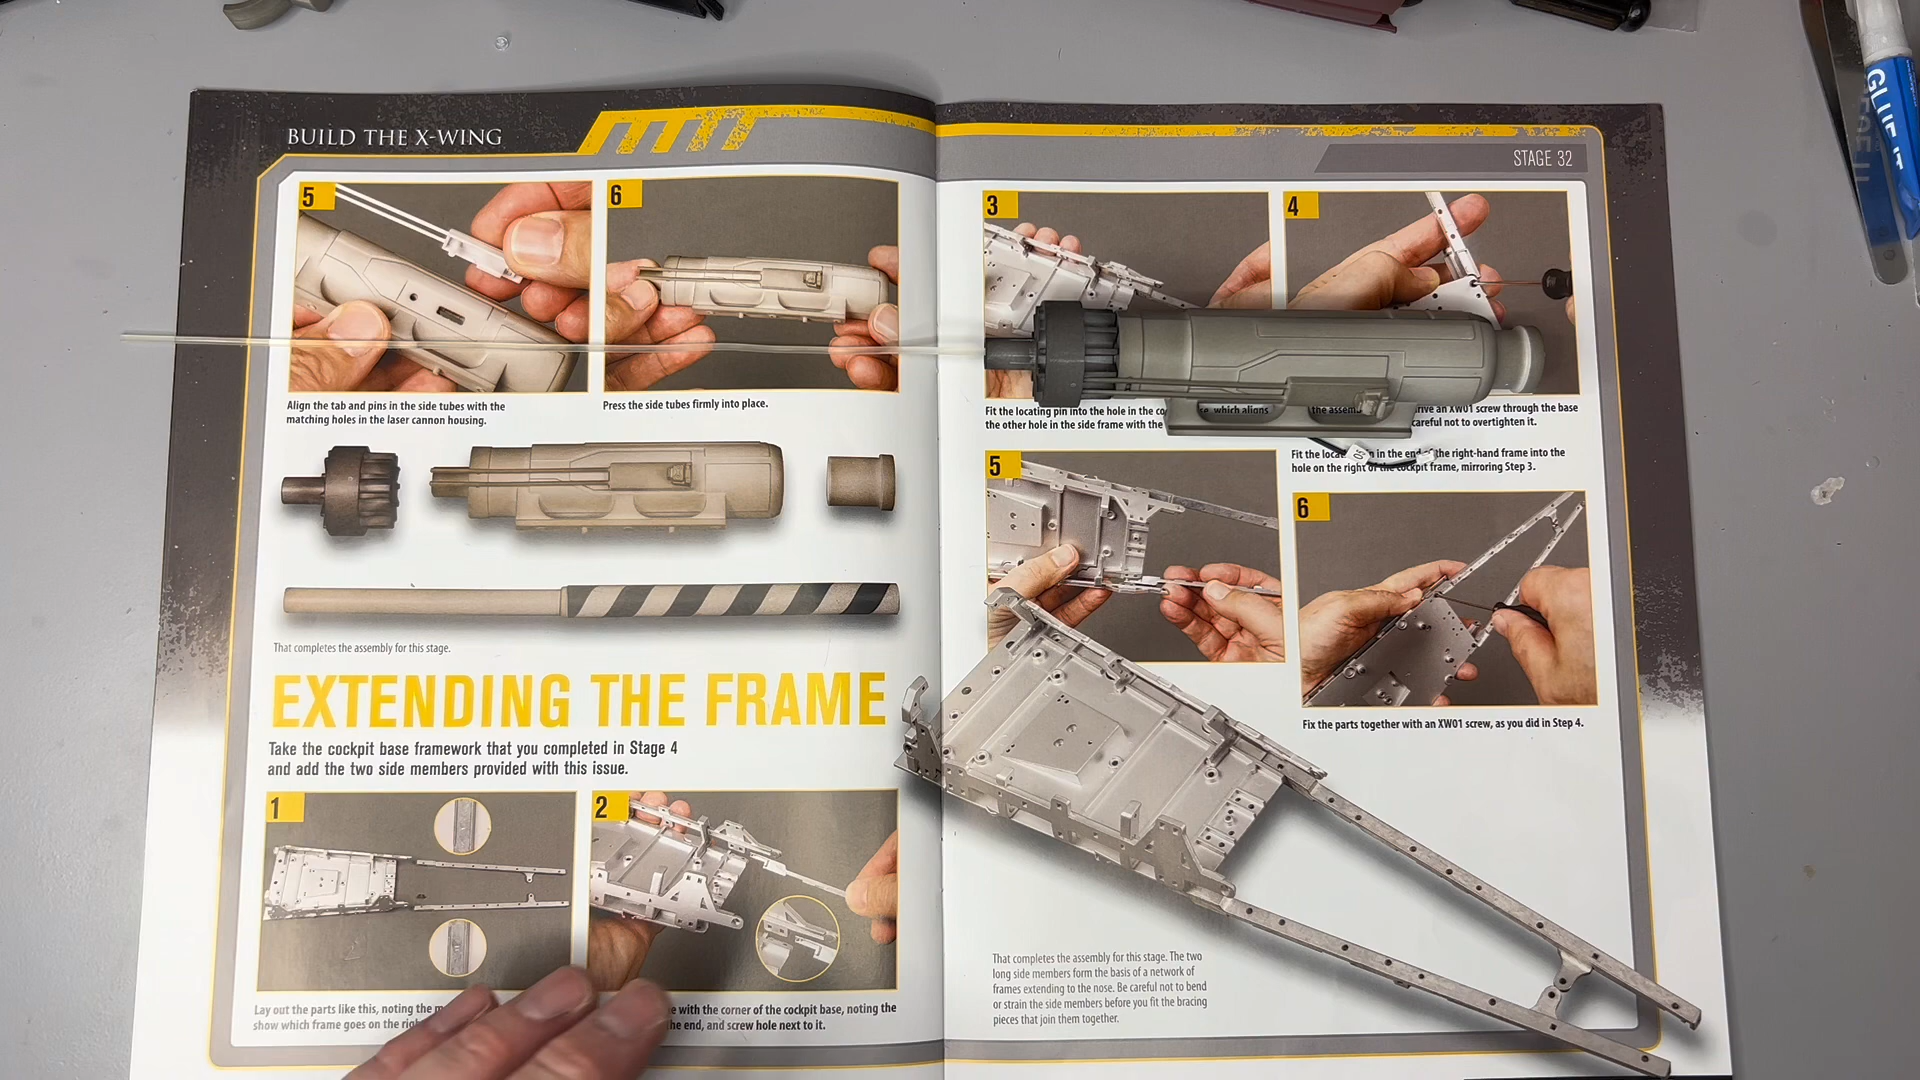 BUILD THE X-WING
5
6
Align the tab and pins in the side tubes with the
matching holes in the laser cannon housing.
Press the side tubes firmly into place.
That completes the assembly for this stage.
EXTENDING THE FRAME
Take the cockpit base framework that you completed in Stage 4
and add the two side members provided with this issue.
1
2
Lay out the parts like this, noting the
show which frame goes on the
with the corner of the cockpit base, noting the
the end, and screw hole next to it.
STAGE 32
3
4
Fit the locating pin into the hole in the
which aligns
the other hole in the side frame with the
the
an XW01 screw through the base
careful not to overtighten it.
Fit the in the end of the right-hand frame into the
hole on the right of the cockpit frame, mirroring Step 3.
5
6
Fix the parts together with an XW01 screw, as you did in Step 4.
That completes the assembly for this stage. The two
long side members form the basis of a network of
frames extending to the nose. Be careful not to bend
or strain the side members before you fit the bracing
pieces that join them together.